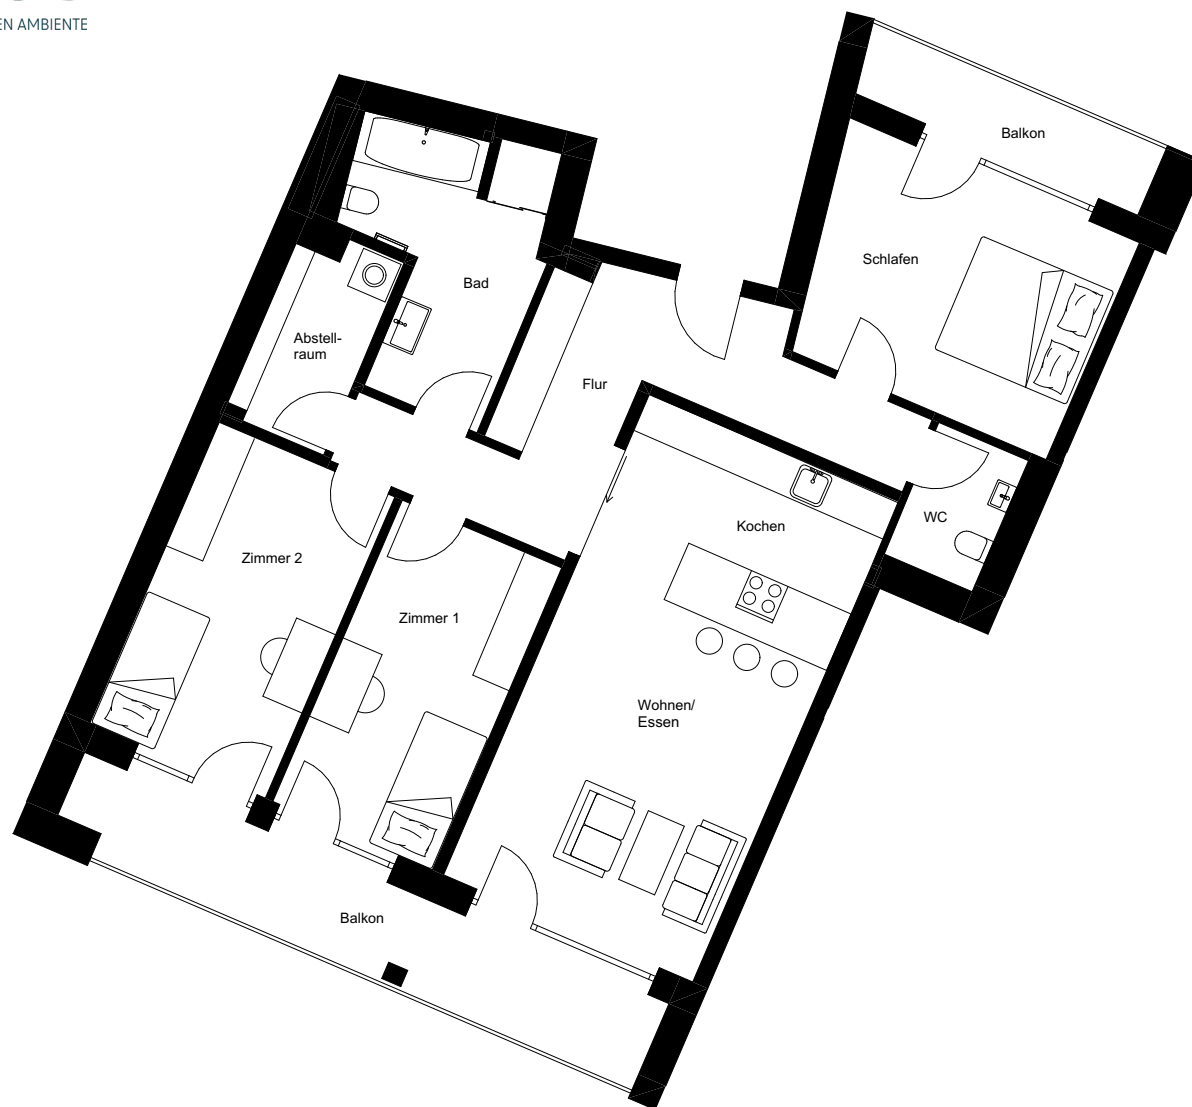 EN AMBIENTE
Balkon
Schlafen
Bad
Abstell-
raum
Flur
WC
Kochen
Zimmer 2
Zimmer 1
Wohnen/
Essen
Balkon